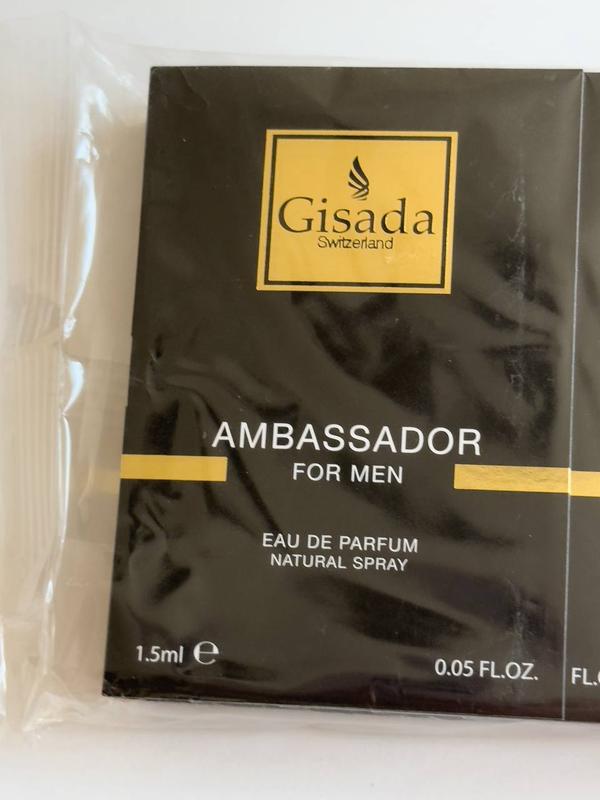 Gisada
Switzerland
AMBASSADOR
FOR MEN
EAU DE PARFUM
NATURAL SPRAY
1.5ml ℮
0.05 FL.OZ.